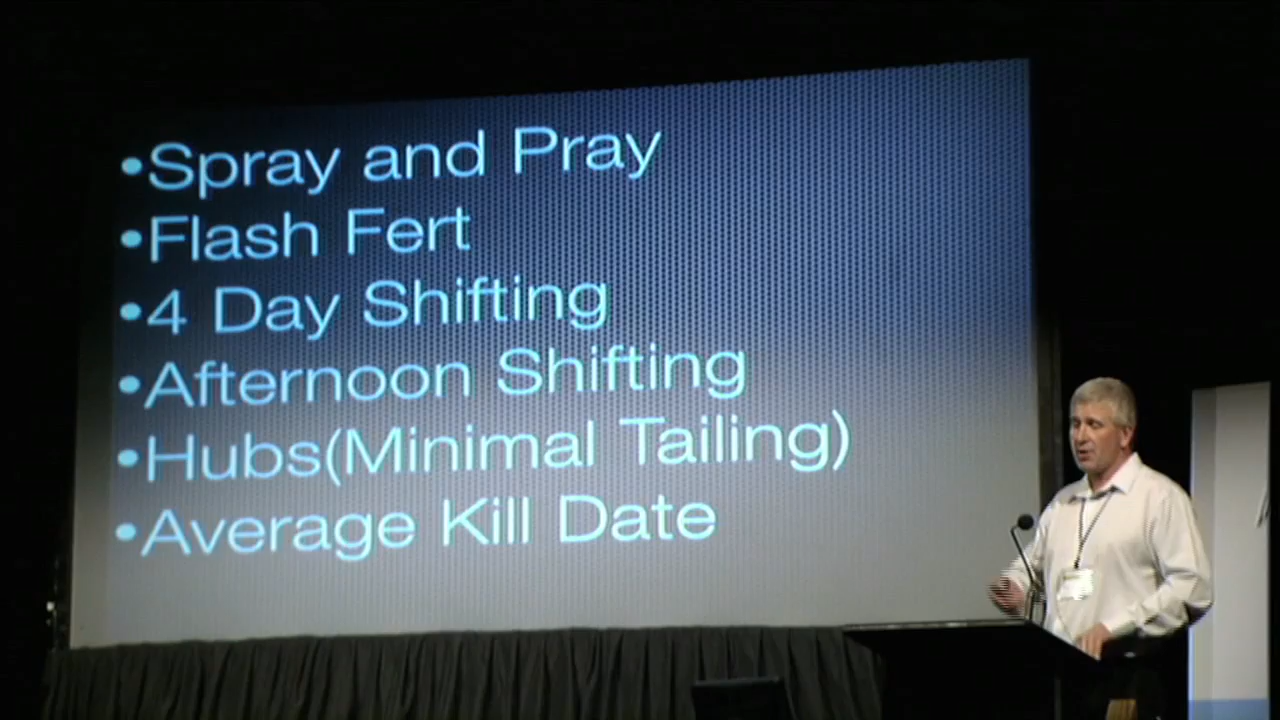 •Spray and Pray
•Flash Fert
•4 Day Shifting
•Afternoon Shifting
•Hubs(Minimal Tailing)
•Average Kill Date